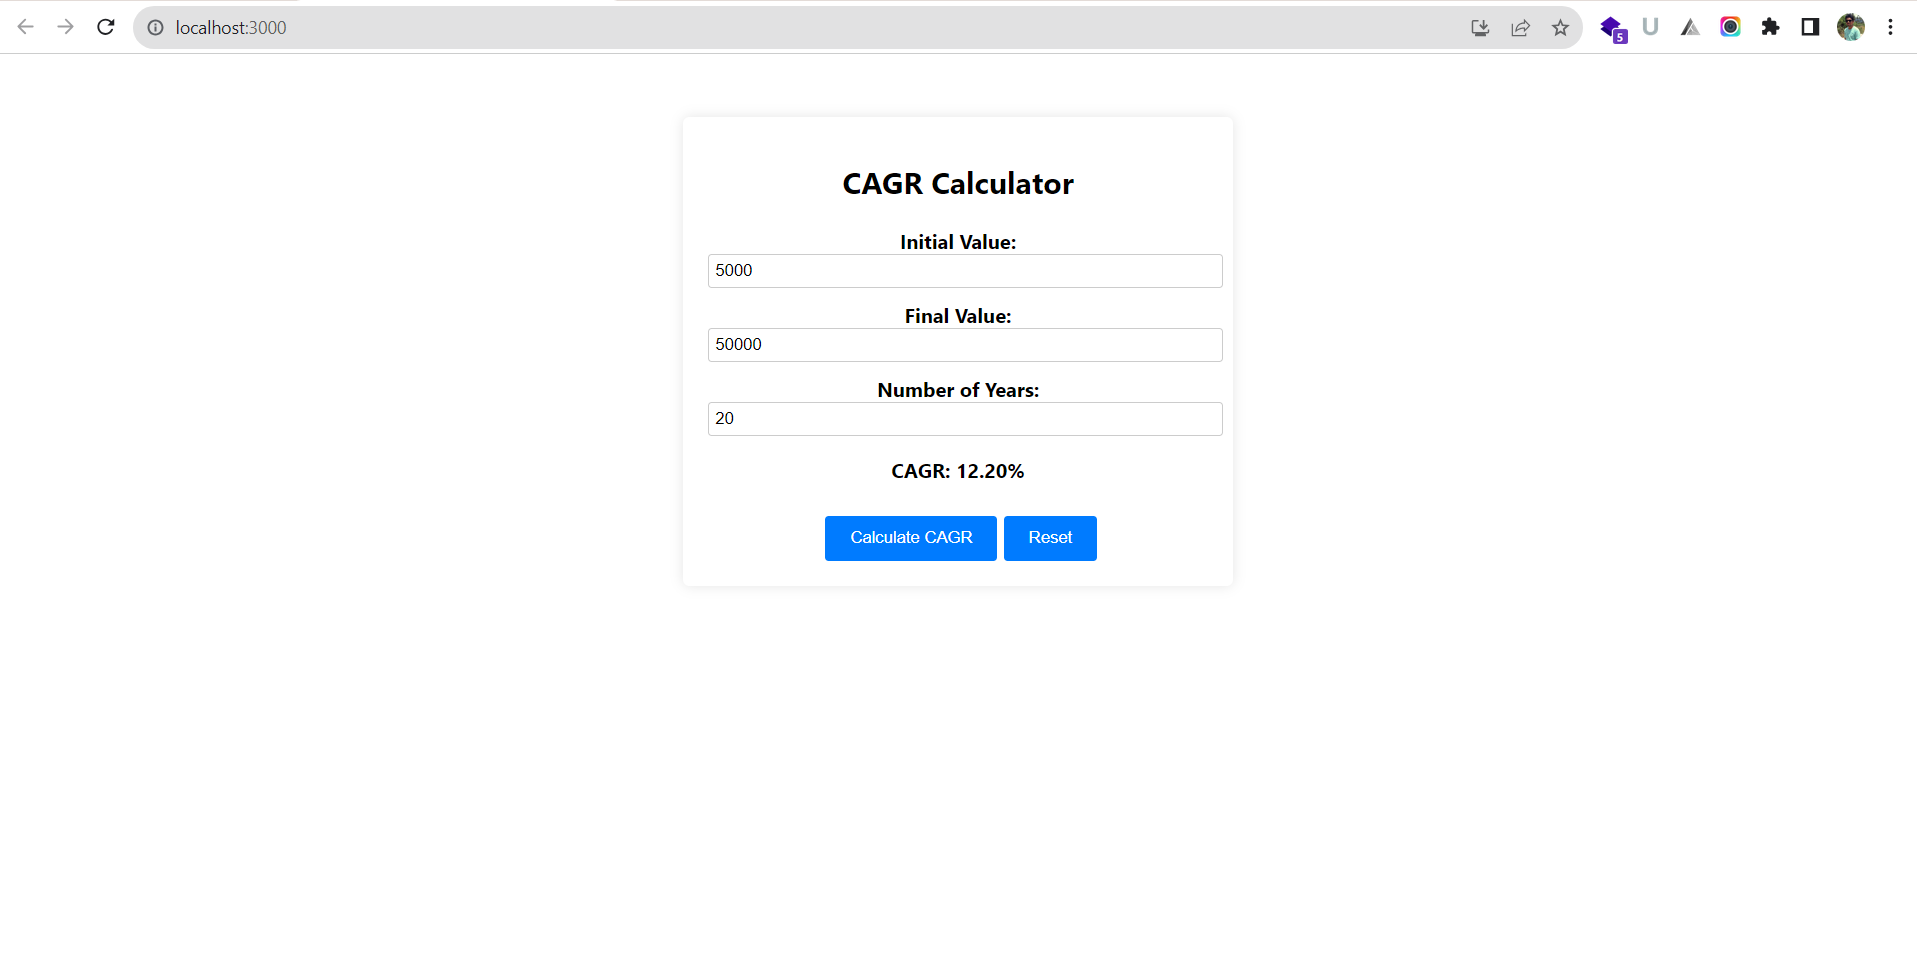 localhost:3000
5
U
CAGR Calculator
Initial Value:
5000
Final Value:
50000
Number of Years:
20
CAGR: 12.20%
Calculate CAGR Reset